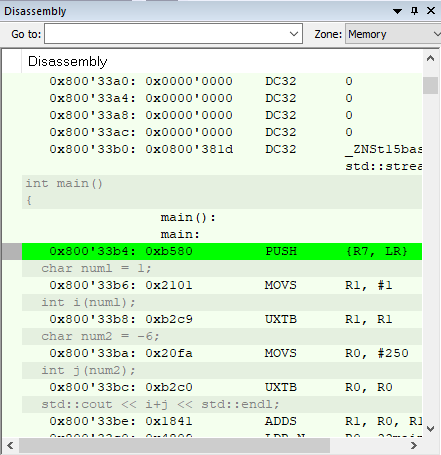 Disassembly
Go to: Zone: Memory
Disassembly
0x800'33a0: 0x0000'0000 DC32 0
0x800'33a4: 0x0000'0000 DC32 0
0x800'33a8: 0x0000'0000 DC32 0
0x800'33ac: 0x0000'0000 DC32 0
0x800'33b0: 0x0800'381d DC32 _ZNSt15bas
std::strea
int main()
{
main():
main:
0x800'33b4: 0xb580 PUSH {R7, LR}
char num1 = 1;
0x800'33b6: 0x2101 MOVS R1, #1
int i(num1);
0x800'33b8: 0xb2c9 UXTB R1, R1
char num2 = -6;
0x800'33ba: 0x20fa MOVS R0, #250
int j(num2);
0x800'33bc: 0xb2c0 UXTB R0, R0
std::cout << i+j << std::endl;
0x800'33be: 0x1841 ADDS R1, R0, R1